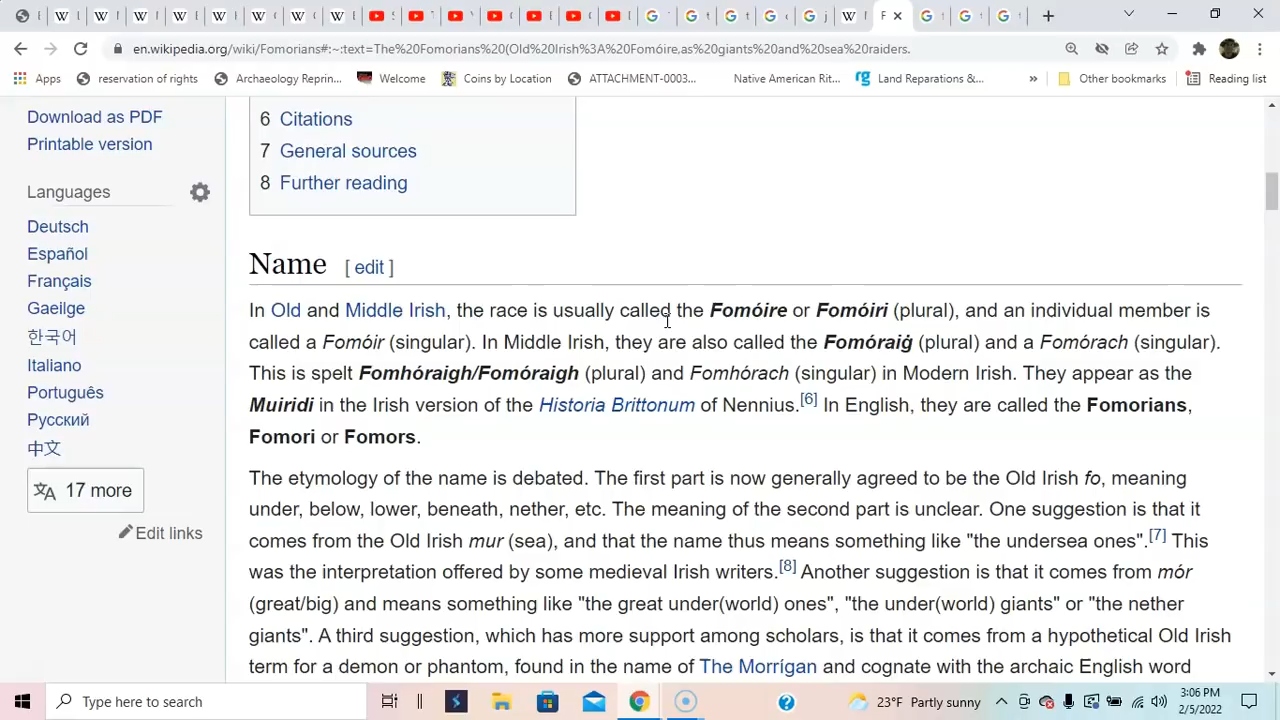 en.wikipedia.org/wiki/Fomorians#:~:text=The%20Fomorians%20(Old%20Irish%3A%20Fomóire,as%20giants%20and%20sea%20raiders.
Apps
reservation of rights
Archaeology Reprin...
Welcome
Coins by Location
ATTACHMENT-0003...
Native American Rit...
Land Reparations &...
»
Other bookmarks
Reading list
Download as PDF
Printable version
Languages
Deutsch
Español
Français
Gaeilge
한국어
Italiano
Português
Русский
中文
17 more
Edit links
6 Citations
7 General sources
8 Further reading
Name [ edit ]
In Old and Middle Irish, the race is usually called the Fomóire or Fomóiri (plural), and an individual member is
called a Fomóir (singular). In Middle Irish, they are also called the Fomóraiġ (plural) and a Fomórach (singular).
This is spelt Fomhóraigh/Fomóraigh (plural) and Fomhórach (singular) in Modern Irish. They appear as the
Muiridi in the Irish version of the Historia Brittonum of Nennius.[6] In English, they are called the Fomorians,
Fomori or Fomors.
The etymology of the name is debated. The first part is now generally agreed to be the Old Irish fo, meaning
under, below, lower, beneath, nether, etc. The meaning of the second part is unclear. One suggestion is that it
comes from the Old Irish mur (sea), and that the name thus means something like "the undersea ones".[7] This
was the interpretation offered by some medieval Irish writers.[8] Another suggestion is that it comes from mór
(great/big) and means something like "the great under(world) ones", "the under(world) giants" or "the nether
giants". A third suggestion, which has more support among scholars, is that it comes from a hypothetical Old Irish
term for a demon or phantom, found in the name of The Morrígan and cognate with the archaic English word
Type here to search
23°F Partly sunny
3:06 PM
2/5/2022